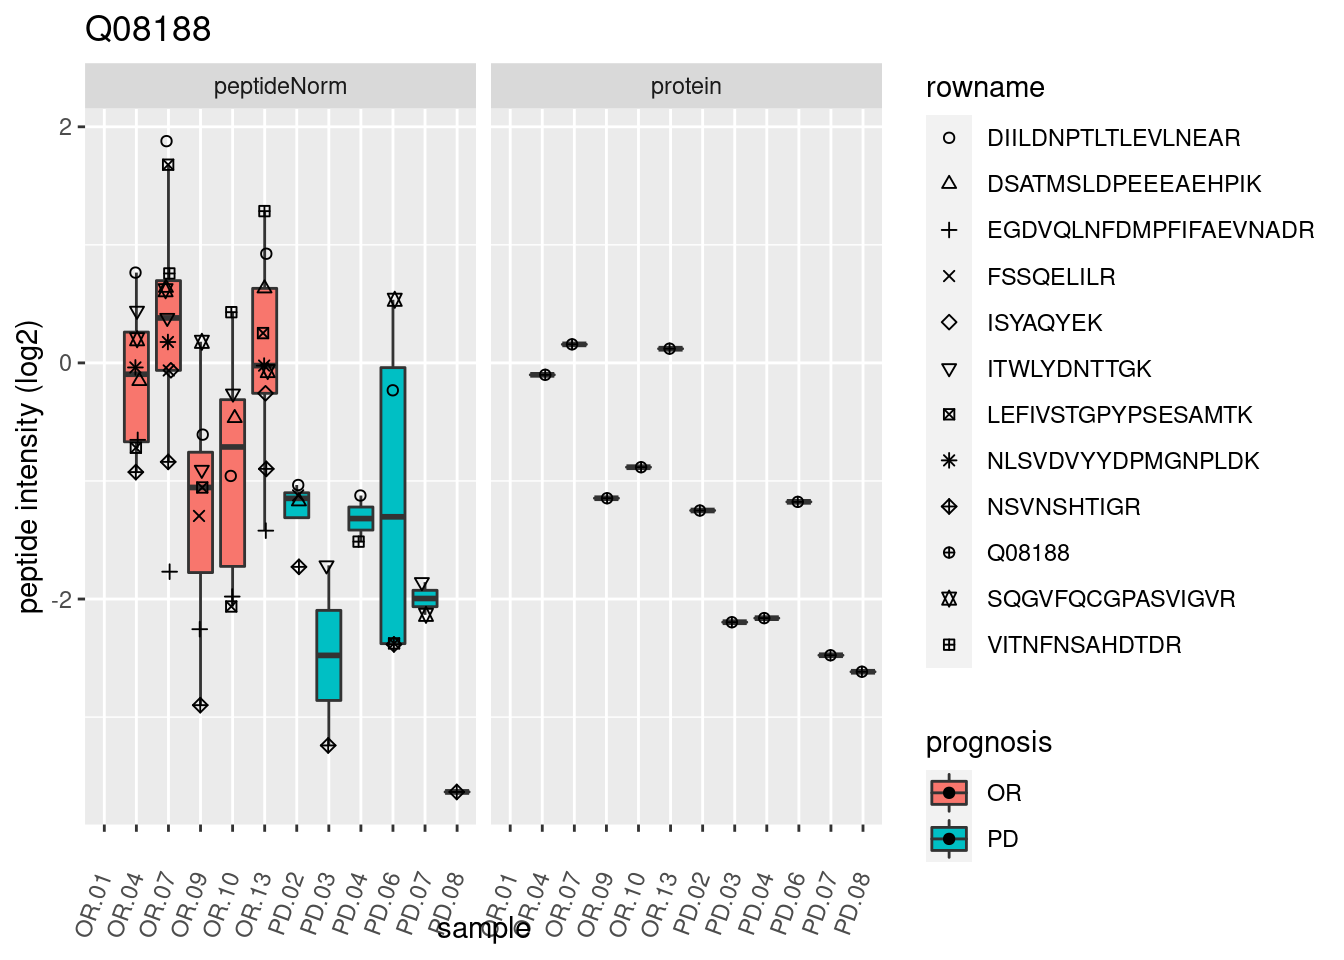 Q08188
peptideNorm
protein
peptide intensity (log2)
2
0
-2
OR.01
OR.04
OR.07
OR.09
OR.10
OR.13
PD.02
PD.03
PD.04
PD.06
PD.07
PD.08
OR.01
OR.04
OR.07
OR.09
OR.10
OR.13
PD.02
PD.03
PD.04
PD.06
PD.07
PD.08
sample
rowname
DIILDNPTLTLEVLNEAR
DSATMSLDPEEEAEHPIK
EGDVQLNFDMPFIFAEVNADR
FSSQELILR
ISYAQYEK
ITWLYDNTTGK
LEFIVSTGPYPSESAMTK
NLSVDVYYDPMGNPLDK
NSVNSHTIGR
Q08188
SQGVFQCGPASVIGVR
VITNFNSAHDTDR
prognosis
OR
PD